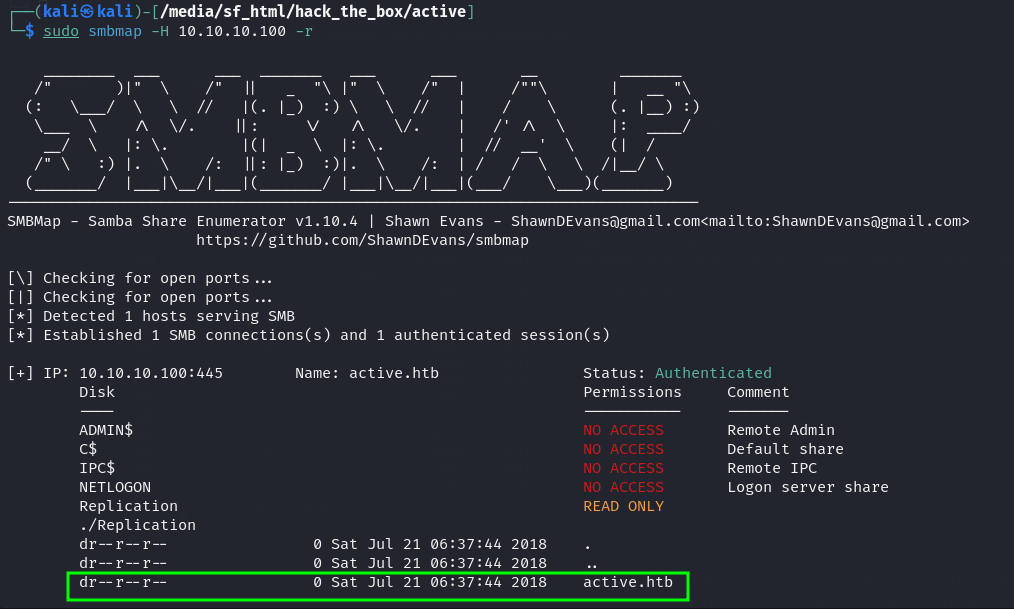 ┌──(kali㉿kali)-[/media/sf_html/hack_the_box/active]
└─$ sudo smbmap -H 10.10.10.100 -r
SMBMAP
SMBMap - Samba Share Enumerator v1.10.4 | Shawn Evans - ShawnDEvans@gmail.com<mailto:ShawnDEvans@gmail.com>
https://github.com/ShawnDEvans/smbmap
[\] Checking for open ports...
[|] Checking for open ports...
[*] Detected 1 hosts serving SMB
[*] Established 1 SMB connections(s) and 1 authenticated session(s)
[+] IP: 10.10.10.100:445 Name: active.htb Status: Authenticated
Disk Permissions Comment
---- ----------- -------
ADMIN$ NO ACCESS Remote Admin
C$ NO ACCESS Default share
IPC$ NO ACCESS Remote IPC
NETLOGON NO ACCESS Logon server share
Replication READ ONLY
./Replication
dr--r--r-- 0 Sat Jul 21 06:37:44 2018 .
dr--r--r-- 0 Sat Jul 21 06:37:44 2018 ..
dr--r--r-- 0 Sat Jul 21 06:37:44 2018 active.htb